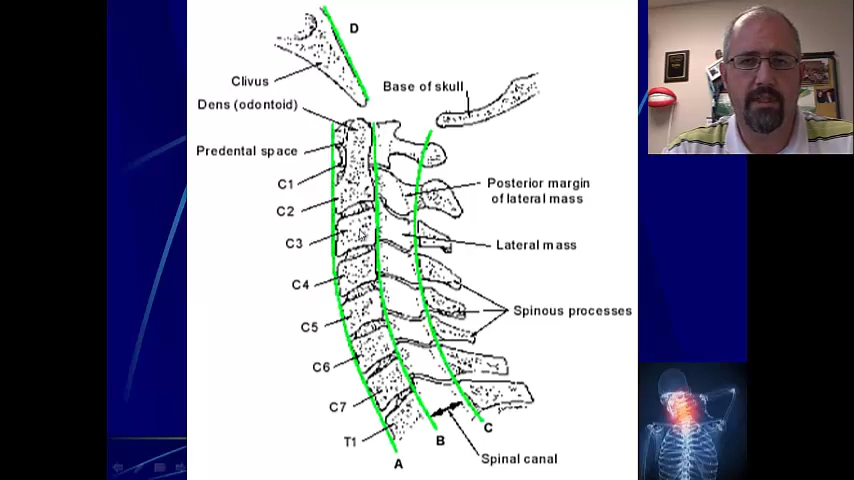 D
Clivus
Base of skull
Dens (odontoid)
Predental space
C1
Posterior margin
of lateral mass
C2
C3
Lateral mass
C4
Spinous processes
C5
C6
C7
T1
A
B
C
Spinal canal